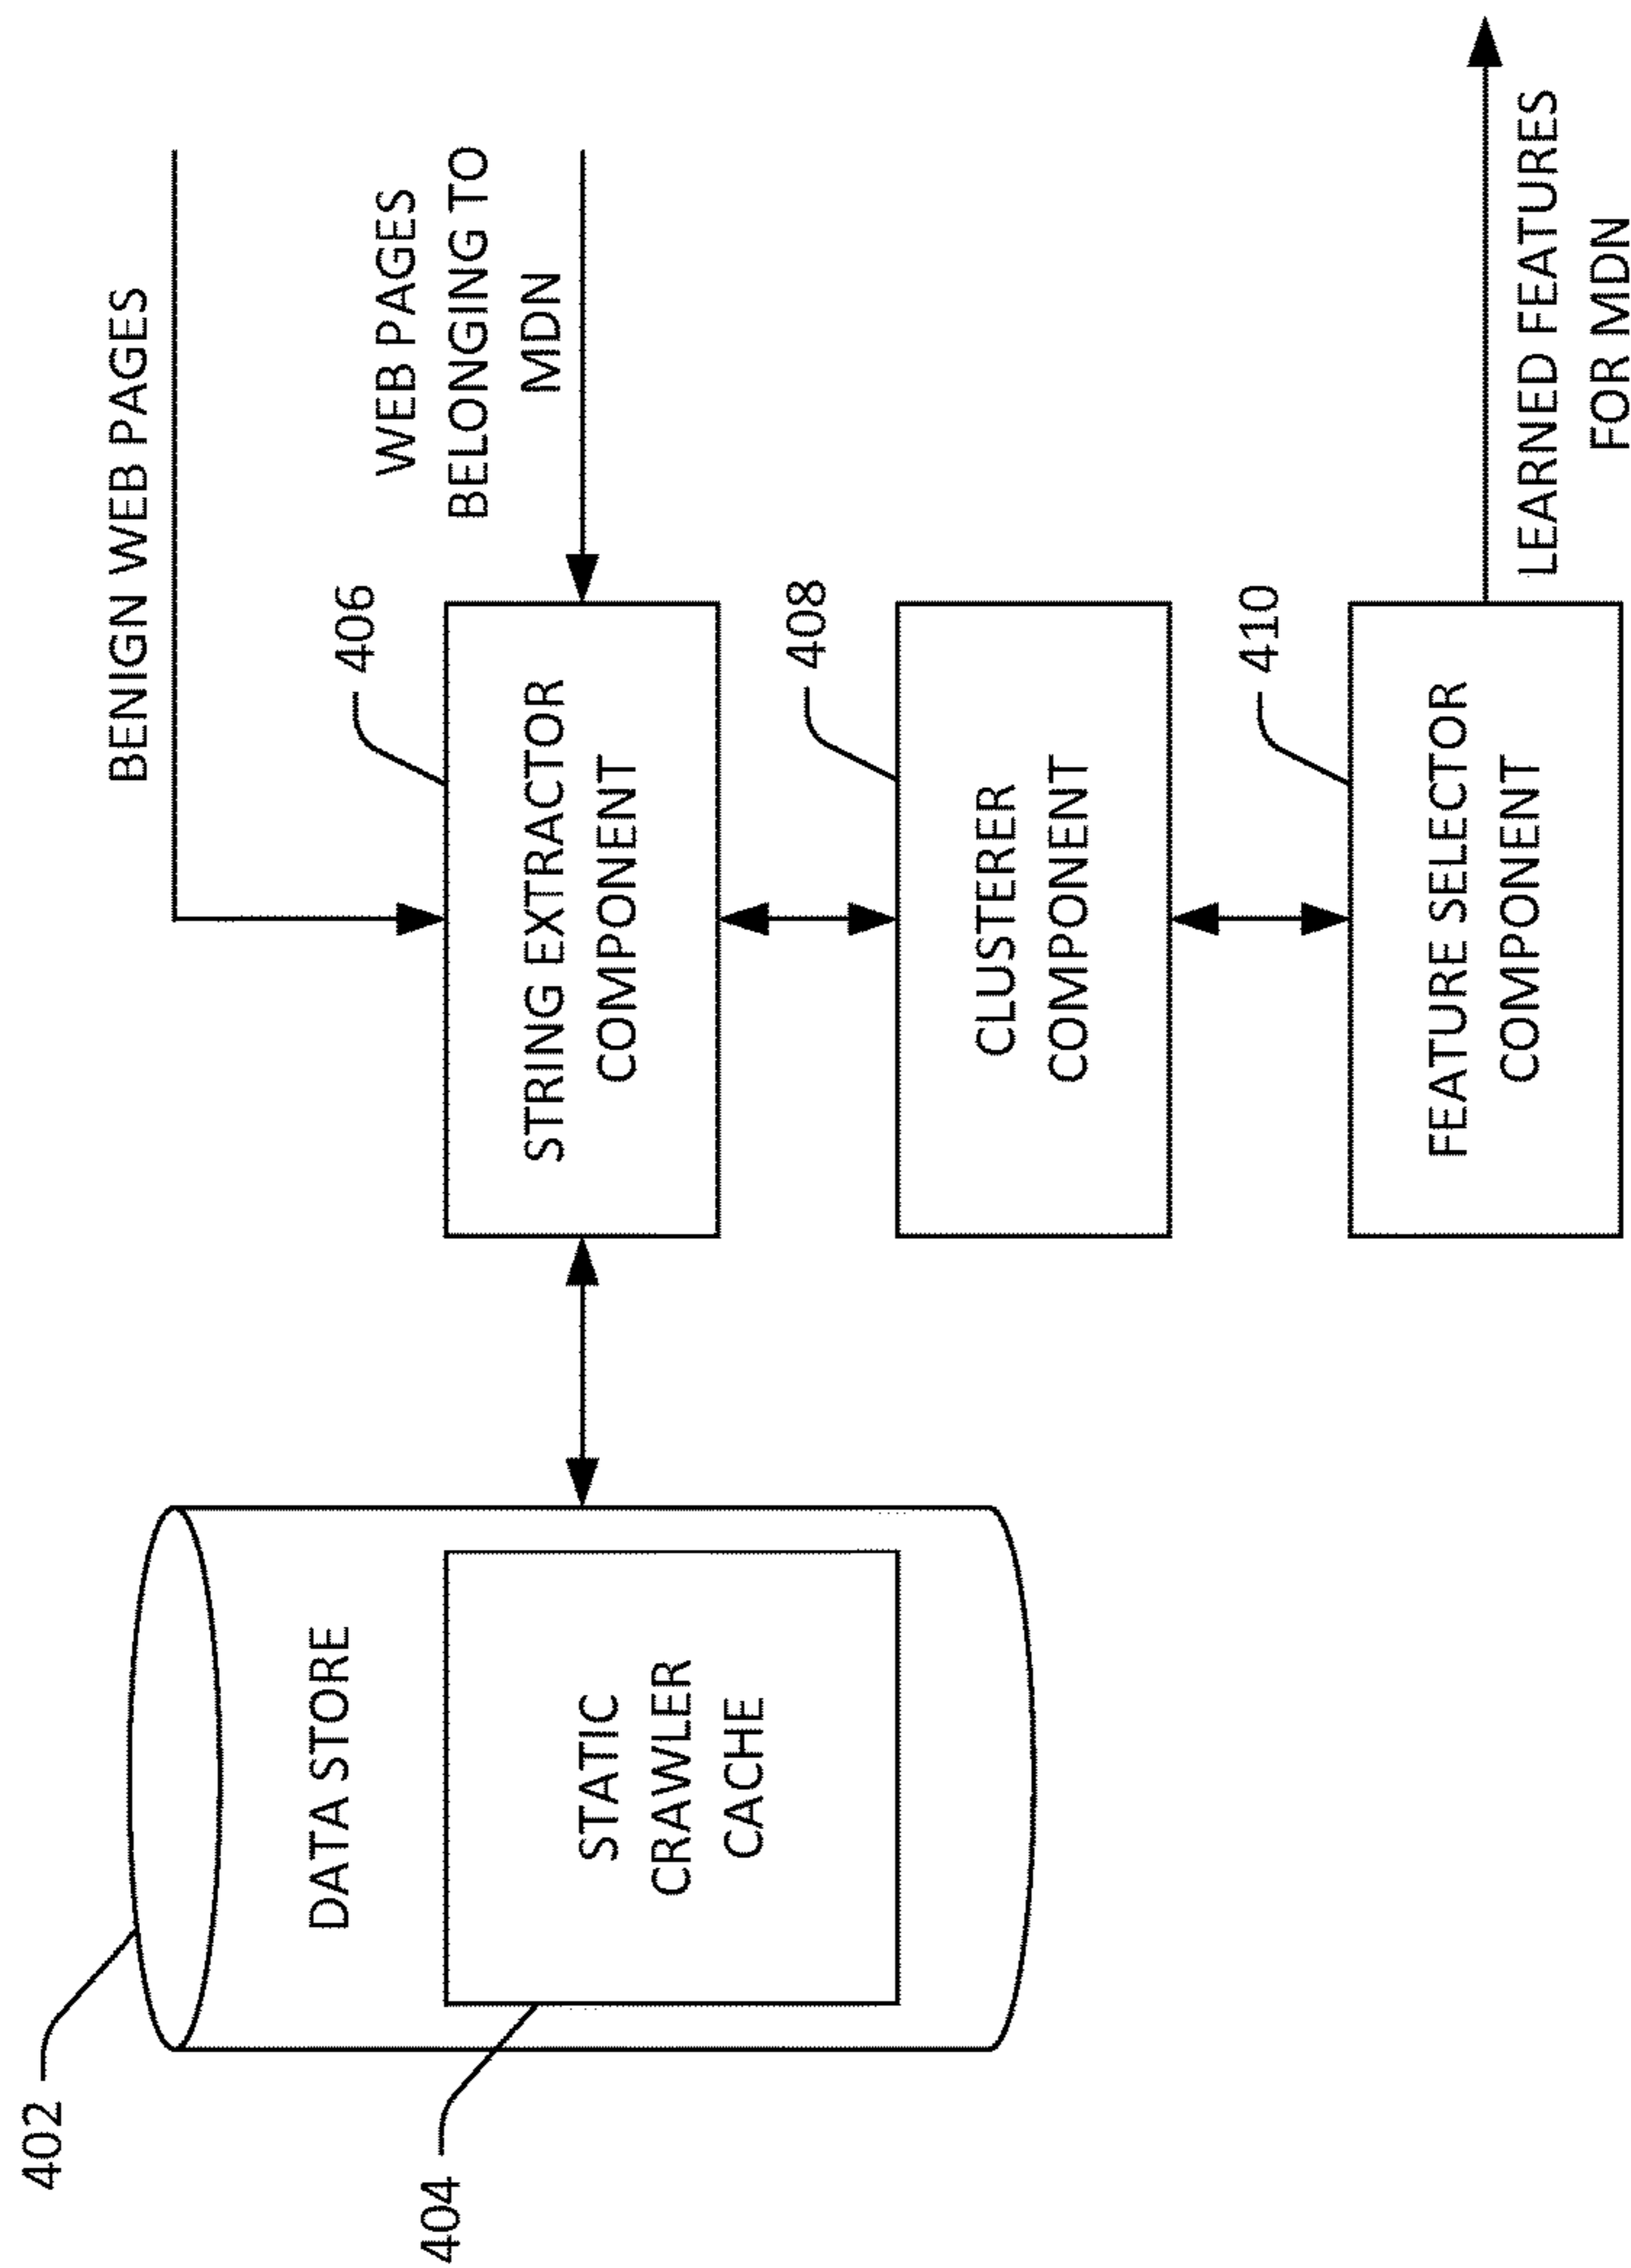 BENIGN WEB PAGES
402
DATA STORE
404
STATIC
CRAWLER
CACHE
406
STRING EXTRACTOR
COMPONENT
WEB PAGES
BELONGING TO
MDN
408
CLUSTERER
COMPONENT
410
FEATURE SELECTOR
COMPONENT
LEARNED FEATURES
FOR MDN